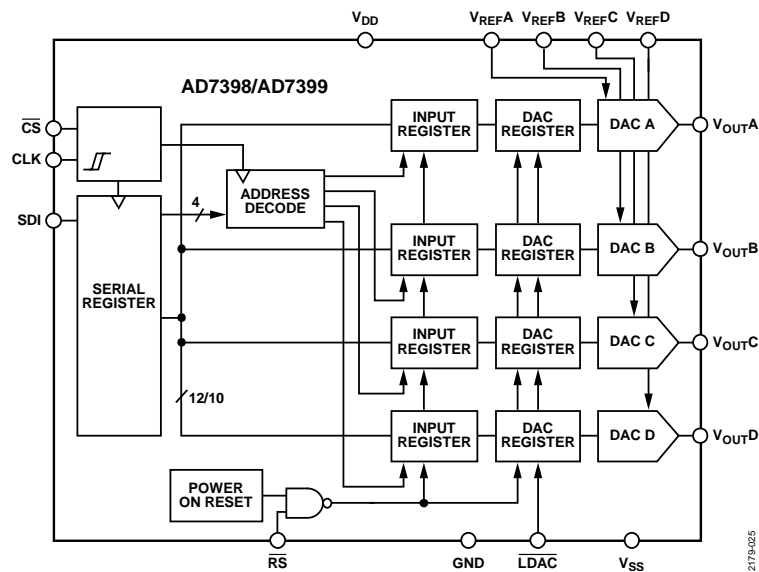 VDD VREFA VREFB VREFC VREFD
AD7398/AD7399
CS
CLK
SDI
SERIAL
REGISTER
4
12/10
ADDRESS
DECODE
INPUT
REGISTER
DAC
REGISTER
DAC A
VOUTA
INPUT
REGISTER
DAC
REGISTER
DAC B
VOUTB
INPUT
REGISTER
DAC
REGISTER
DAC C
VOUTC
INPUT
REGISTER
DAC
REGISTER
DAC D
VOUTD
POWER
ON RESET
RS GND LDAC VSS
2179-025